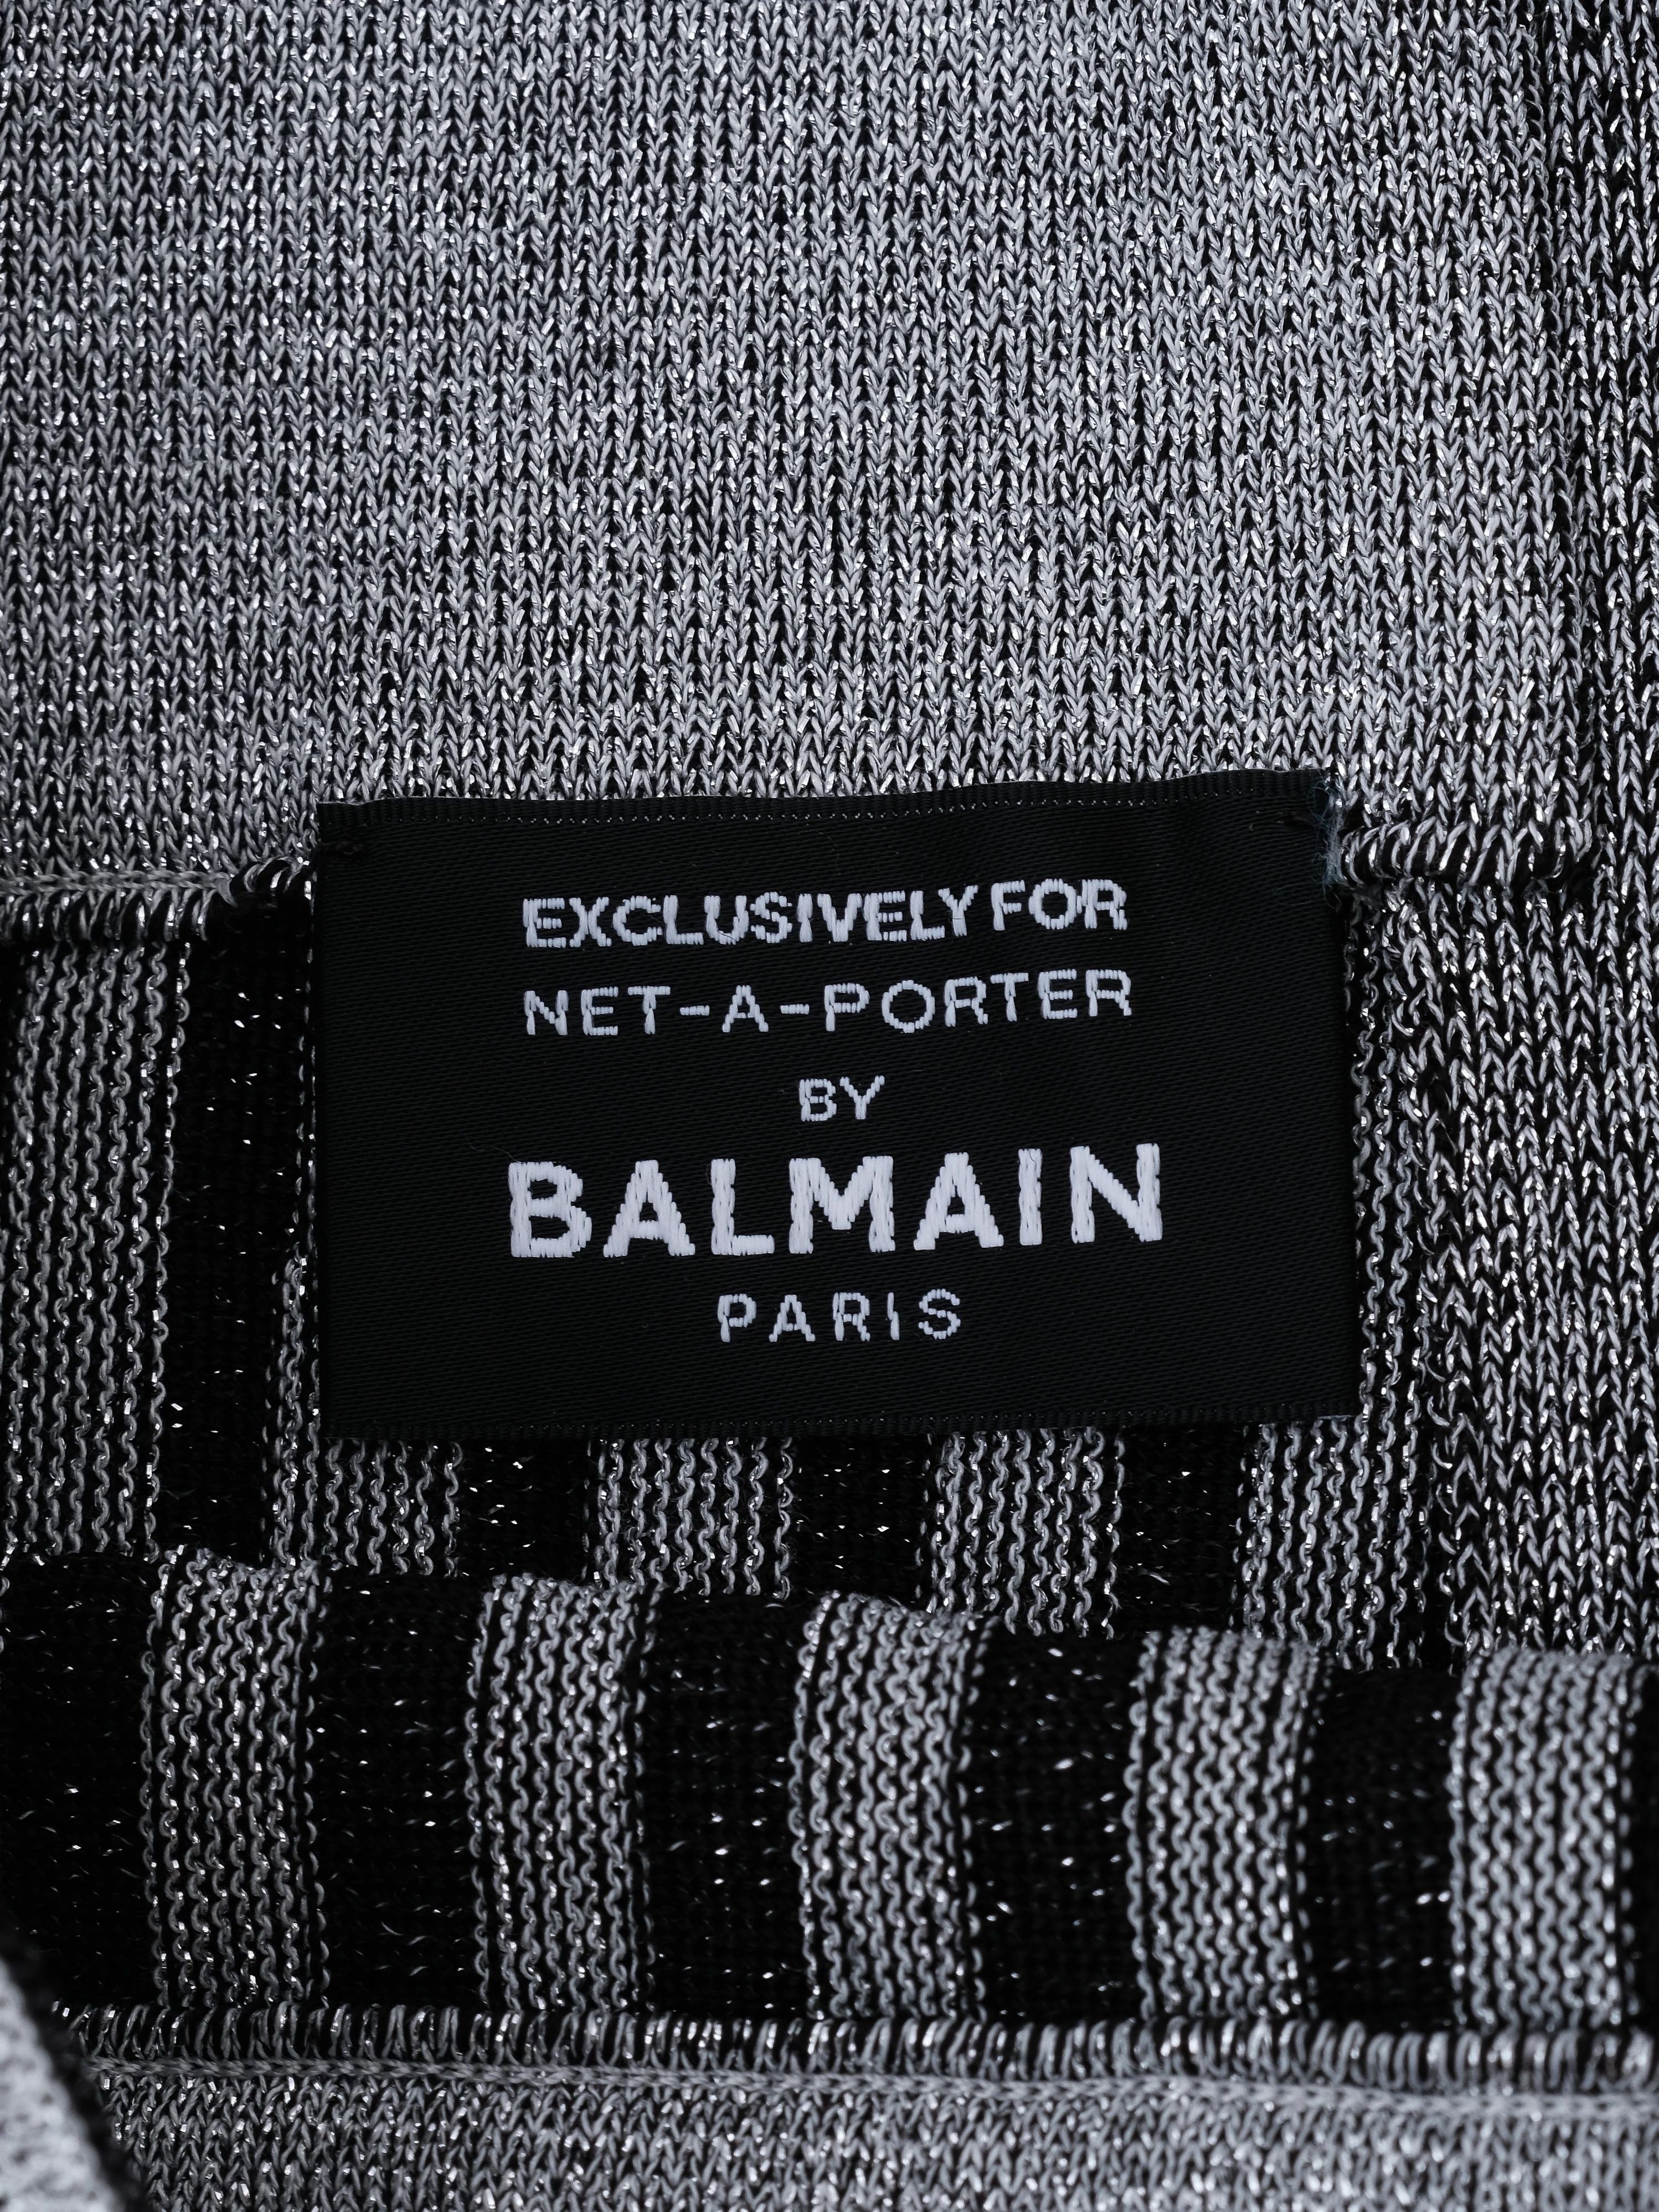 EXCLUSIVELY FOR
NET-A-PORTER
BY
BALMAIN
PARIS